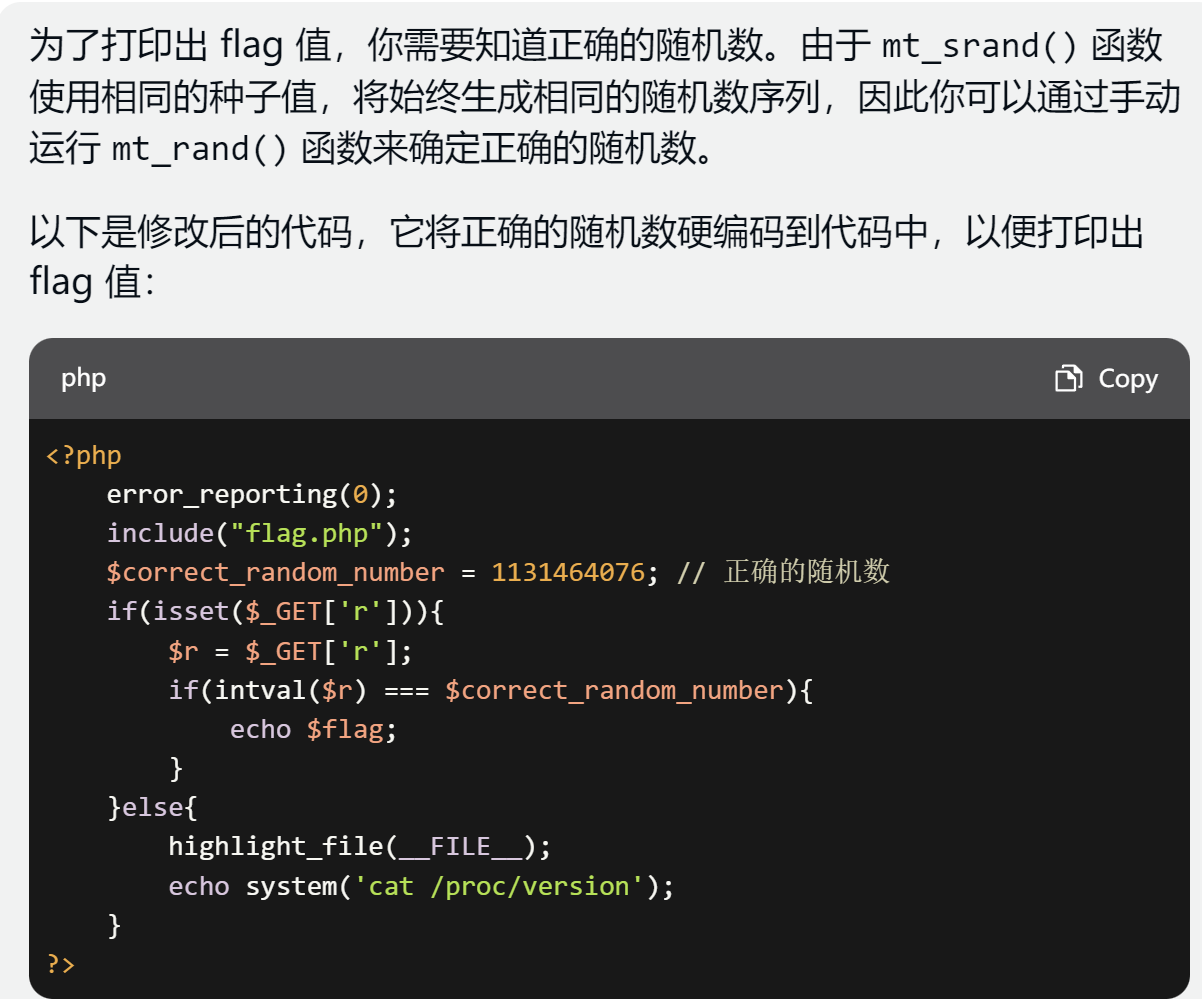 为了打印出 flag 值，你需要知道正确的随机数。由于 mt_srand() 函数
使用相同的种子值，将始终生成相同的随机数序列，因此你可以通过手动
运行 mt_rand() 函数来确定正确的随机数。
以下是修改后的代码，它将正确的随机数硬编码到代码中，以便打印出
flag 值：
php Copy
<?php
    error_reporting(0);
    include("flag.php");
    $correct_random_number = 1131464076; // 正确的随机数
    if(isset($_GET['r'])){
        $r = $_GET['r'];
        if(intval($r) === $correct_random_number){
            echo $flag;
        }
    }else{
        highlight_file(__FILE__);
        echo system('cat /proc/version');
    }
?>